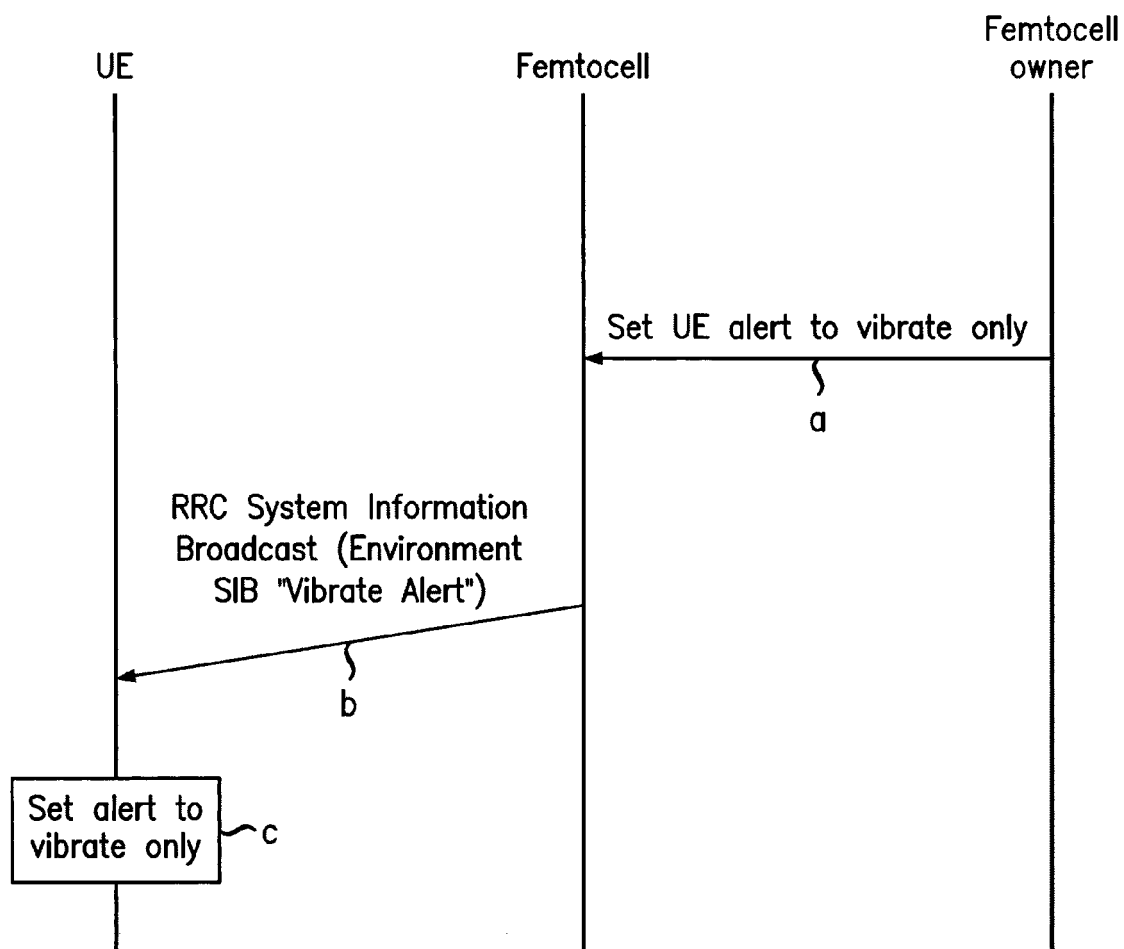 UE
Femtocell
Femtocell
owner
Set UE alert to vibrate only
a
RRC System Information
Broadcast (Environment
SIB "Vibrate Alert")
b
Set alert to
vibrate only
c